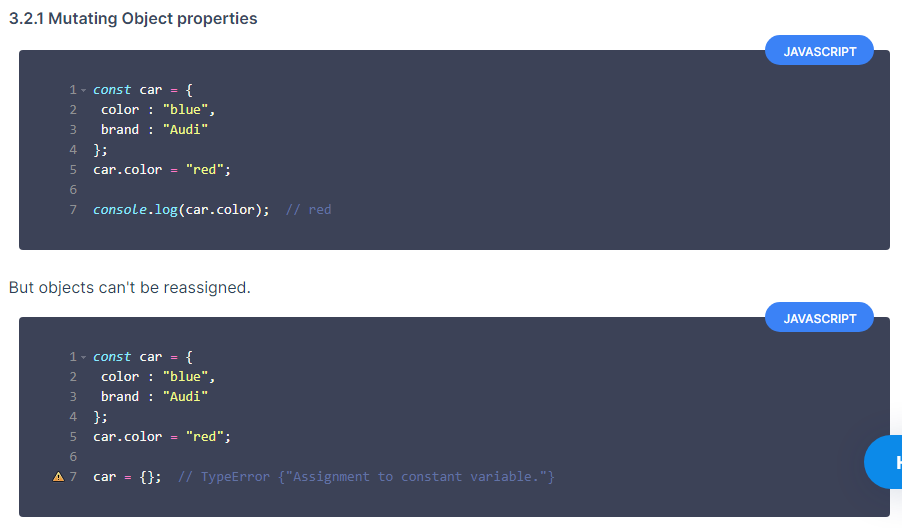 3.2.1 Mutating Object properties
JAVASCRIPT
1 const car = {
2 color : "blue",
3 brand : "Audi"
4 };
5 car.color = "red";
6
7 console.log(car.color); // red
But objects can't be reassigned.
JAVASCRIPT
1 const car = {
2 color : "blue",
3 brand : "Audi"
4 };
5 car.color = "red";
6
7 car = {}; // TypeError {"Assignment to constant variable."}